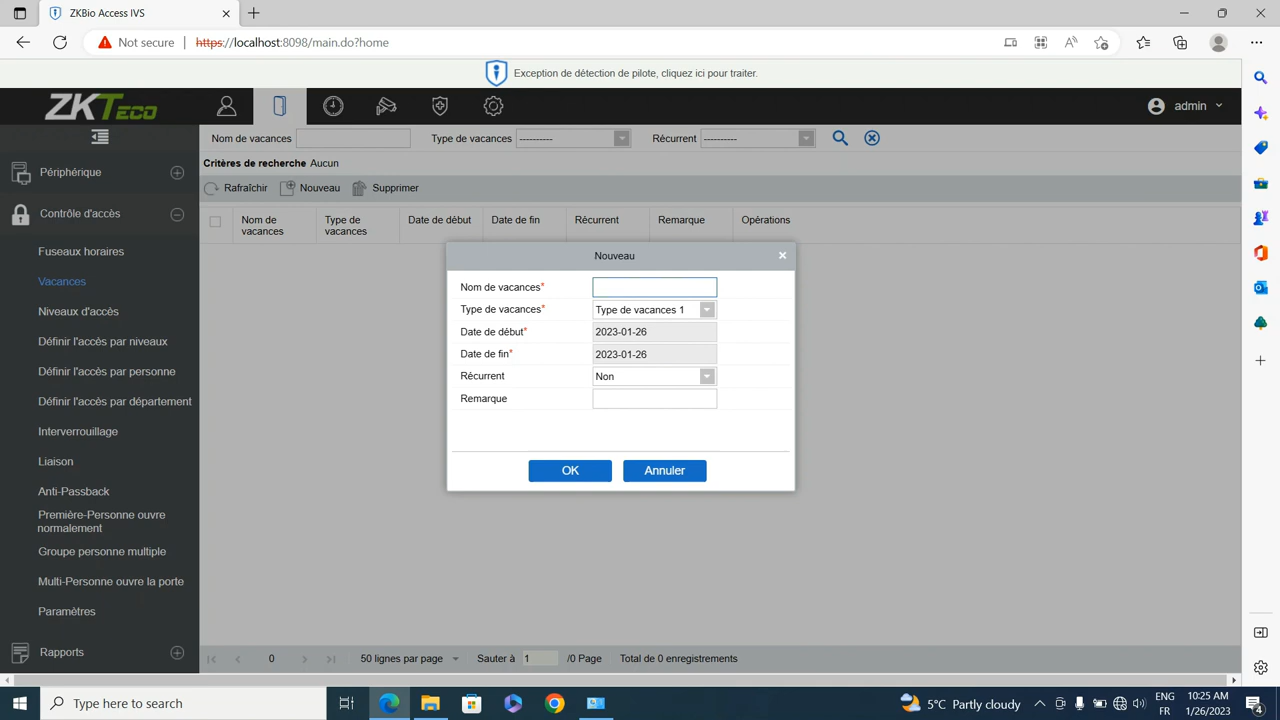 ZKBio Access IVS
Not secure
https://localhost:8098/main.do?home
Exception de détection de pilote, cliquez ici pour traiter.
ZKTECO
admin
Nom de vacances
Type de vacances ----------
Récurrent ----------
Critères de recherche Aucun
Rafraîchir Nouveau Supprimer
Nom de vacances
Type de vacances
Date de début
Date de fin
Récurrent
Remarque
Opérations
Périphérique
Contrôle d'accès
Fuseaux horaires
Vacances
Niveaux d'accès
Définir l'accès par niveaux
Définir l'accès par personne
Définir l'accès par département
Interverrouillage
Liaison
Anti-Passback
Première-Personne ouvre
normalement
Groupe personne multiple
Multi-Personne ouvre la porte
Paramètres
Rapports
Nouveau
Nom de vacances*
Type de vacances* Type de vacances 1
Date de début* 2023-01-26
Date de fin* 2023-01-26
Récurrent Non
Remarque
OK Annuler
0 50 lignes par page Sauter à 1 /0 Page Total de 0 enregistrements
Type here to search
5°C Partly cloudy
ENG
FR
10:25 AM
1/26/2023
4